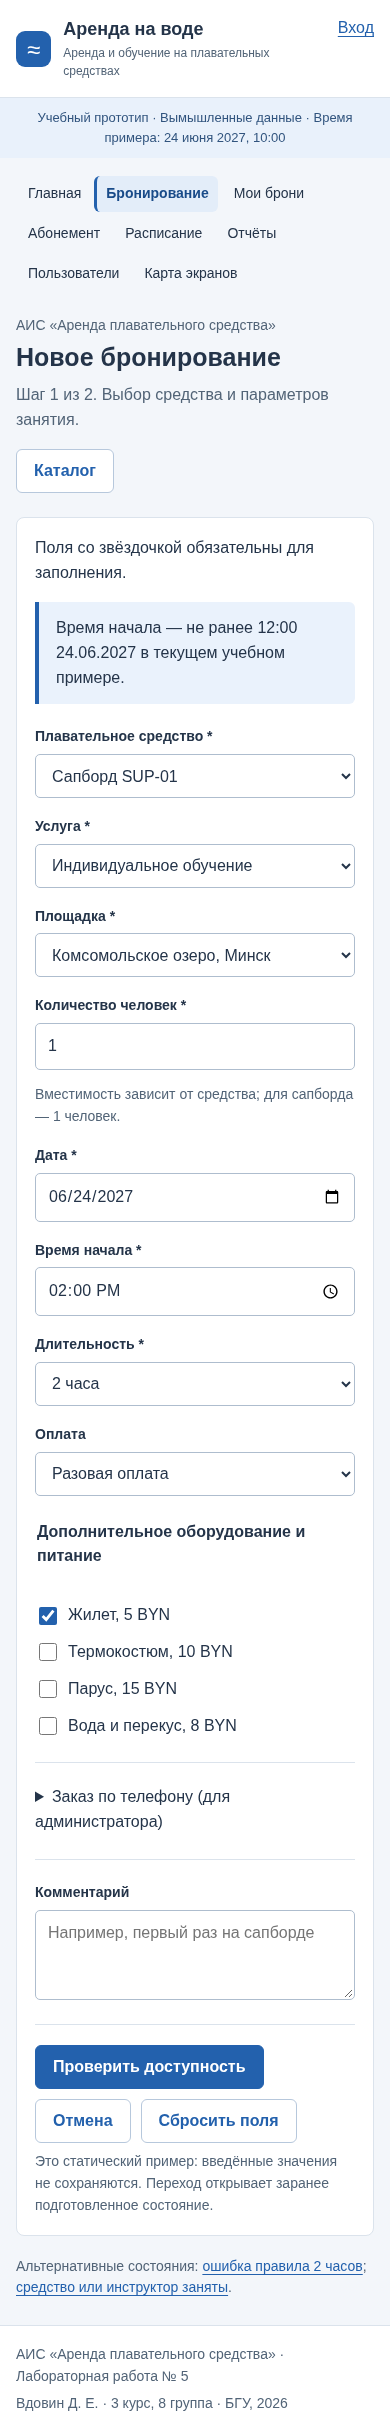 ≈
Аренда на воде
Аренда и обучение на плавательных
средствах
Вход
Учебный прототип · Вымышленные данные · Время
примера: 24 июня 2027, 10:00
Главная Бронирование Мои брони
Абонемент Расписание Отчёты
Пользователи Карта экранов
АИС «Аренда плавательного средства»
Новое бронирование
Шаг 1 из 2. Выбор средства и параметров
занятия.
Каталог
Поля со звёздочкой обязательны для
заполнения.
Время начала — не ранее 12:00
24.06.2027 в текущем учебном
примере.
Плавательное средство *
Сапборд SUP-01
Услуга *
Индивидуальное обучение
Площадка *
Комсомольское озеро, Минск
Количество человек *
1
Вместимость зависит от средства; для сапборда
— 1 человек.
Дата *
06/24/2027
Время начала *
02:00 PM
Длительность *
2 часа
Оплата
Разовая оплата
Дополнительное оборудование и
питание
Жилет, 5 BYN
Термокостюм, 10 BYN
Парус, 15 BYN
Вода и перекус, 8 BYN
Заказ по телефону (для
администратора)
Комментарий
Например, первый раз на сапборде
Проверить доступность
Отмена Сбросить поля
Это статический пример: введённые значения
не сохраняются. Переход открывает заранее
подготовленное состояние.
Альтернативные состояния: ошибка правила 2 часов;
средство или инструктор заняты.
АИС «Аренда плавательного средства» ·
Лабораторная работа № 5
Вдовин Д. Е. · 3 курс, 8 группа · БГУ, 2026